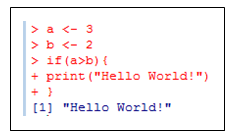 > a <- 3
> b <- 2
> if(a>b){
+ print("Hello World!")
+ }
[1] "Hello World!"